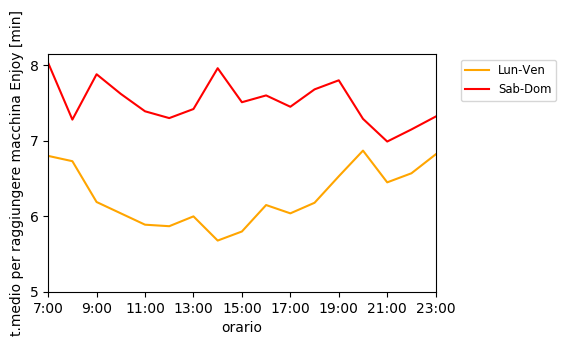 t.medio per raggiungere macchina Enjoy [min]
8
7
6
5
7:00 9:00 11:00 13:00 15:00 17:00 19:00 21:00 23:00
orario
Lun-Ven
Sab-Dom